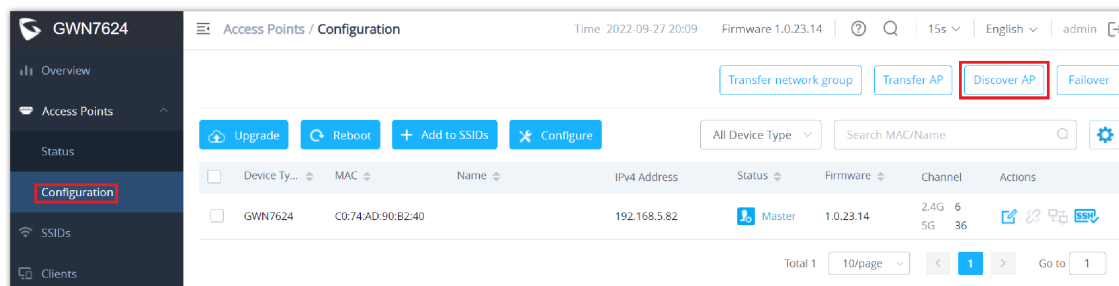 GWN7624
Access Points / Configuration
Time 2022-09-27 20:09
Firmware 1.0.23.14
15s
English
admin
Overview
Access Points
Status
Configuration
SSIDs
Clients
Transfer network group
Transfer AP
Discover AP
Failover
Upgrade
Reboot
+ Add to SSIDs
Configure
All Device Type
Search MAC/Name
Device Ty... MAC Name IPv4 Address Status Firmware Channel Actions
GWN7624 C0:74:AD:90:B2:40 192.168.5.82 Master 1.0.23.14 2.4G 6
5G 36
SSH
Total 1 10/page < 1 > Go to 1